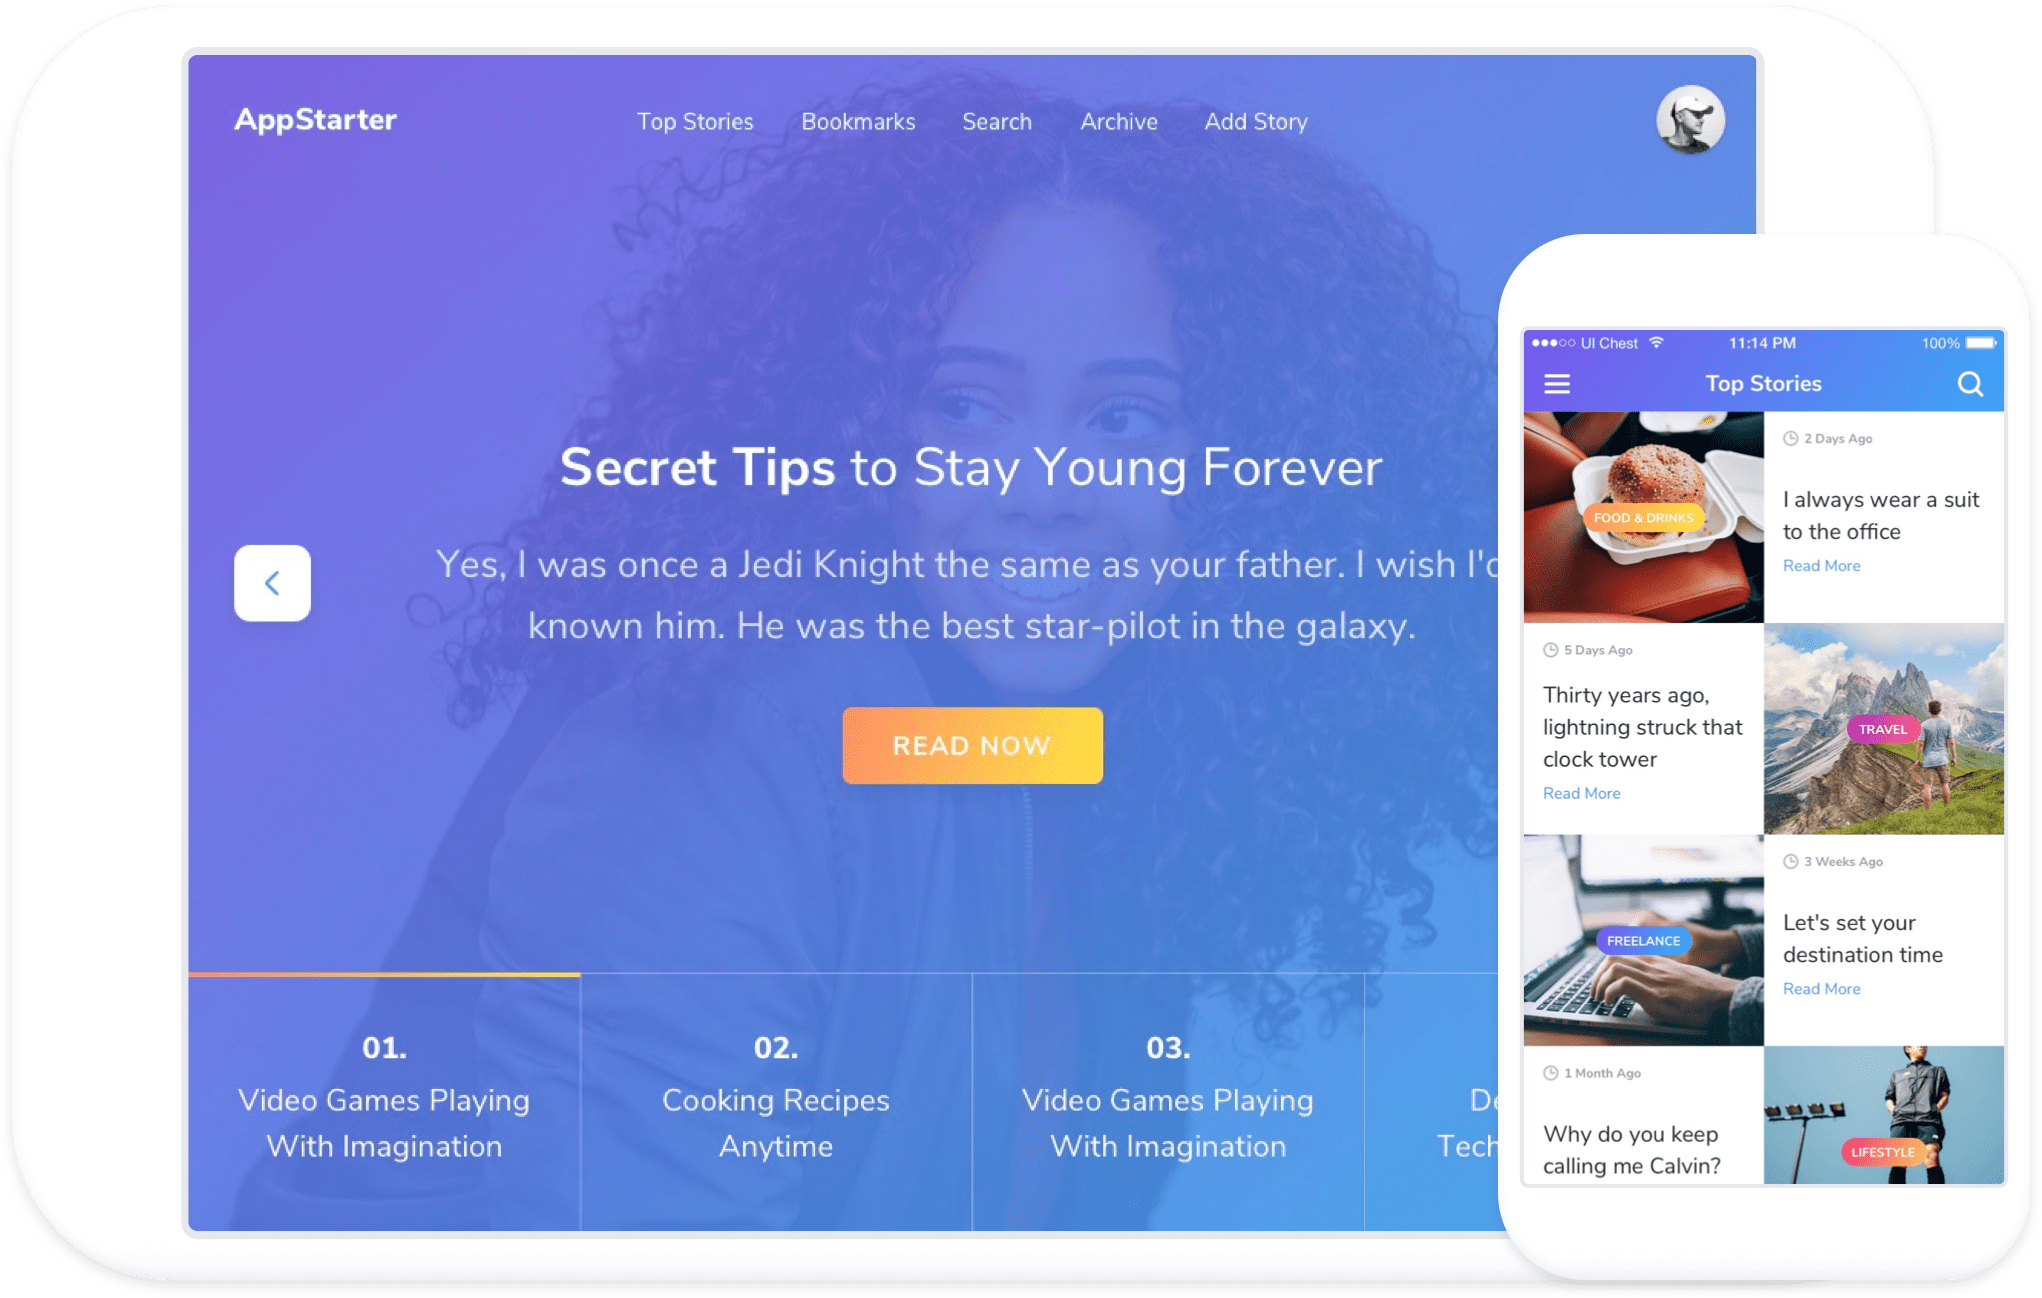 AppStarter
Top Stories
Bookmarks
Search
Archive
Add Story
Secret Tips to Stay Young Forever
Yes, I was once a Jedi Knight the same as your father. I wish I'd
known him. He was the best star-pilot in the galaxy.
READ NOW
01.
Video Games Playing
With Imagination
02.
Cooking Recipes
Anytime
03.
Video Games Playing
With Imagination
UI Chest
11:14 PM
100%
Top Stories
FOOD & DRINKS
2 Days Ago
I always wear a suit
to the office
Read More
5 Days Ago
Thirty years ago,
lightning struck that
clock tower
Read More
TRAVEL
FREELANCE
3 Weeks Ago
Let's set your
destination time
Read More
1 Month Ago
Why do you keep
calling me Calvin?
LIFESTYLE